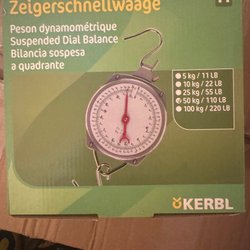 Zeigerschnellwaage
Peson dynamométrique
Suspended Dial Balance
Bilancia sospesa
a quadrante
5 kg / 11 LB
10 kg / 22 LB
25 kg / 55 LB
50 kg / 110 LB
100 kg / 220 LB
KERBL